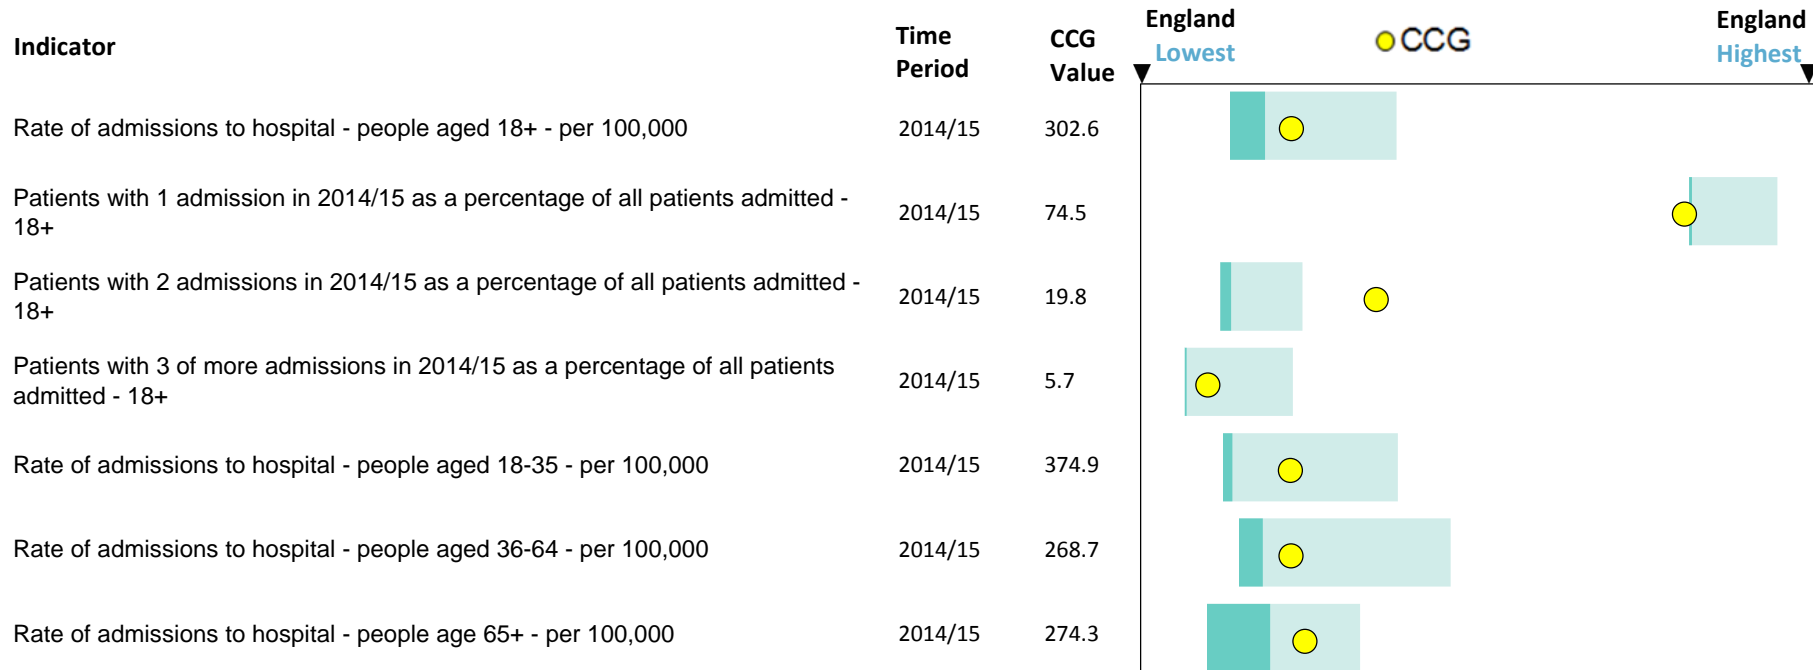 Indicator
Time
Period
CCG
Value
England
Lowest
CCG
England
Highest
Rate of admissions to hospital - people aged 18+ - per 100,000 2014/15 302.6
Patients with 1 admission in 2014/15 as a percentage of all patients admitted -
18+
2014/15 74.5
Patients with 2 admissions in 2014/15 as a percentage of all patients admitted -
18+
2014/15 19.8
Patients with 3 of more admissions in 2014/15 as a percentage of all patients
admitted - 18+
2014/15 5.7
Rate of admissions to hospital - people aged 18-35 - per 100,000 2014/15 374.9
Rate of admissions to hospital - people aged 36-64 - per 100,000 2014/15 268.7
Rate of admissions to hospital - people age 65+ - per 100,000 2014/15 274.3